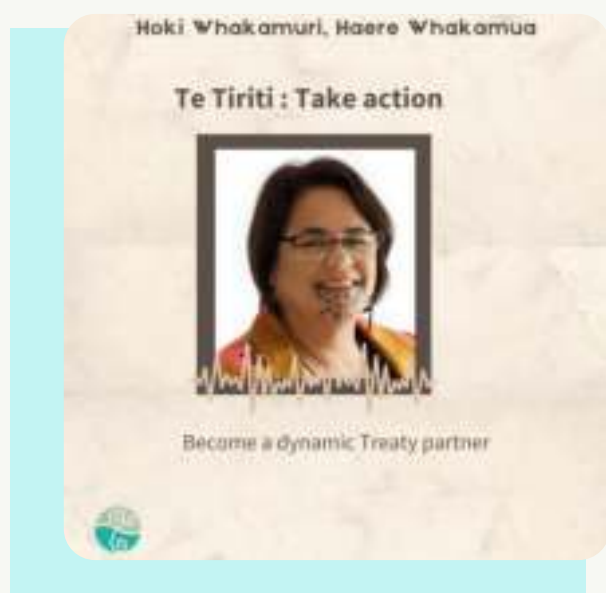 Hoki Whakamuri, Haere Whakamua
Te Tiriti : Take action
Become a dynamic Treaty partner